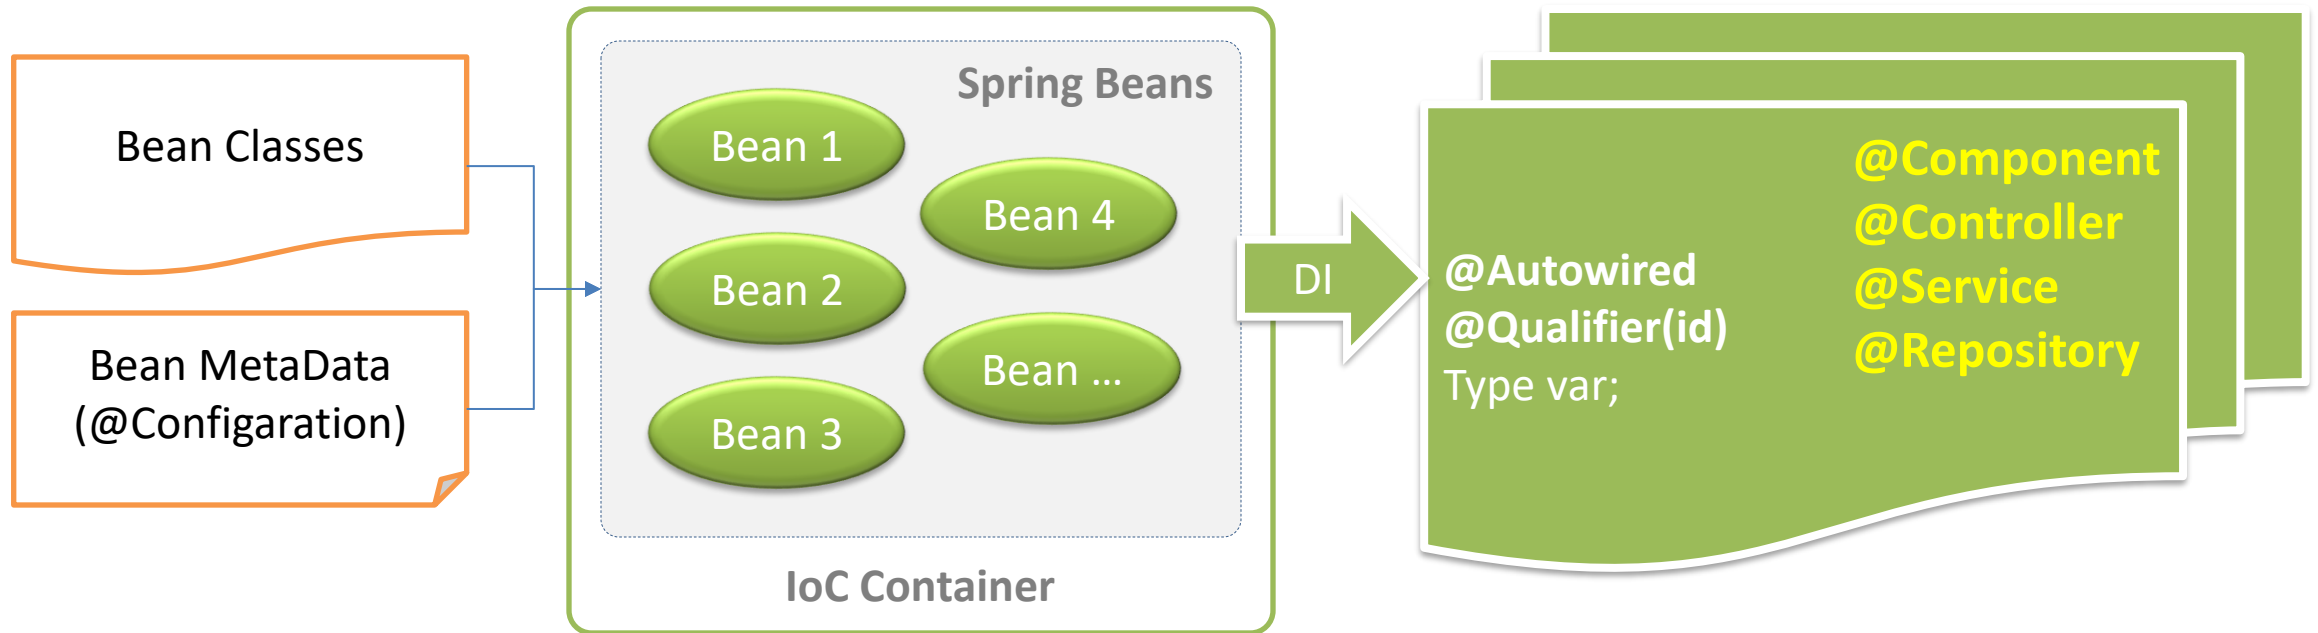 Bean Classes
Bean MetaData
(@Configaration)
Spring Beans
Bean 1
Bean 2
Bean 3
Bean 4
Bean ...
IoC Container
DI
@Autowired
@Qualifier(id)
Type var;
@Component
@Controller
@Service
@Repository